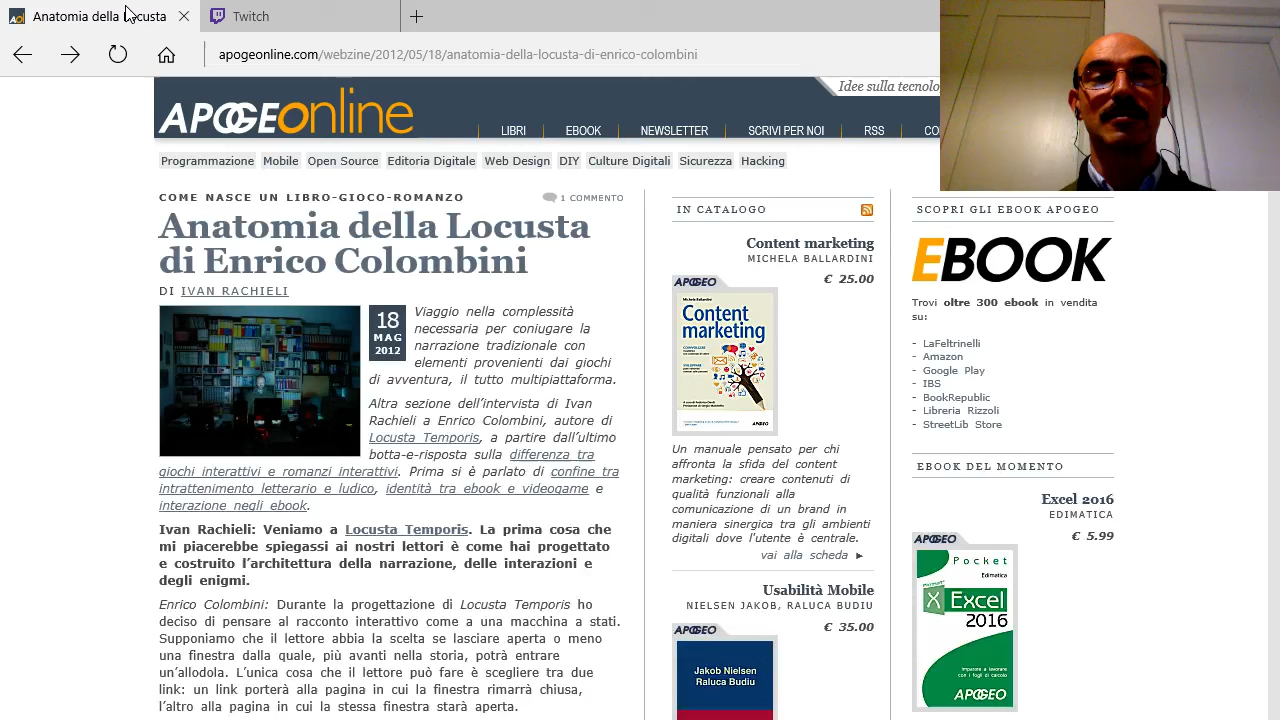 Anatomia della Locusta
Twitch
apogeonline.com/webzine/2012/05/18/anatomia-della-locusta-di-enrico-colombini
APOGEOnline
Idee sulla tecnolo
LIBRI
EBOOK
NEWSLETTER
SCRIVI PER NOI
RSS
CO
Programmazione Mobile Open Source Editoria Digitale Web Design DIY Culture Digitali Sicurezza Hacking
COME NASCE UN LIBRO-GIOCO-ROMANZO
1 COMMENTO
Anatomia della Locusta
di Enrico Colombini
DI IVAN RACHIELI
18
MAG
2012
Viaggio nella complessità
necessaria per coniugare la
narrazione tradizionale con
elementi provenienti dai giochi
di avventura, il tutto multipiattaforma.
Altra sezione dell'intervista di Ivan
Rachieli a Enrico Colombini, autore di
Locusta Temporis, a partire dall'ultimo
botta-e-risposta sulla differenza tra
giochi interattivi e romanzi interattivi. Prima si è parlato di confine tra
intrattenimento letterario e ludico, identità tra ebook e videogame e
interazione negli ebook.
Ivan Rachieli: Veniamo a Locusta Temporis. La prima cosa che
mi piacerebbe spiegassi ai nostri lettori è come hai progettato
e costruito l'architettura della narrazione, delle interazioni e
degli enigmi.
Enrico Colombini: Durante la progettazione di Locusta Temporis ho
deciso di pensare al racconto interattivo come a una macchina a stati.
Supponiamo che il lettore abbia la scelta se lasciare aperta o meno
una finestra dalla quale, più avanti nella storia, potrà entrare
un'allodola. L'unica cosa che il lettore può fare è scegliere tra due
link: un link porterà alla pagina in cui la finestra rimarrà chiusa,
l'altro alla pagina in cui la stessa finestra starà aperta.
IN CATALOGO
Content marketing
MICHELA BALLARDINI
€ 25.00
APOGEO
Content
marketing
APOGEO
Un manuale pensato per chi
affronta la sfida del content
marketing: creare contenuti di
qualità funzionali alla
comunicazione di un brand in
maniera sinergica tra gli ambienti
digitali dove l'utente è centrale.
vai alla scheda ►
Usabilità Mobile
NIELSEN JAKOB, RALUCA BUDIU
€ 35.00
APOGEO
Jakob Nielsen
Raluca Budiu
SCOPRI GLI EBOOK APOGEO
EBOOK
Trovi oltre 300 ebook in vendita
su:
- LaFeltrinelli
- Amazon
- Google Play
- IBS
- BookRepublic
- Libreria Rizzoli
- StreetLib Store
EBOOK DEL MOMENTO
Excel 2016
EDIMATICA
€ 5.99
APOGEO
Pocket
Edimatica
Excel
2016
Imparare a lavorare
con i fogli di calcolo
APOGEO